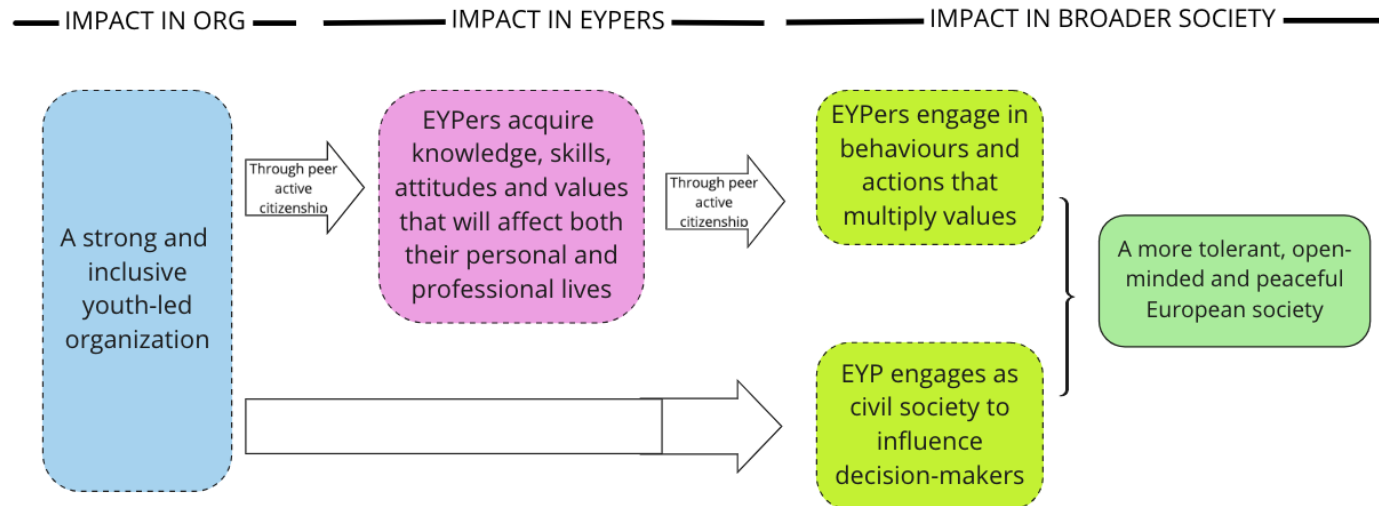 IMPACT IN ORG
IMPACT IN EYPERS
IMPACT IN BROADER SOCIETY
A strong and
inclusive
youth-led
organization
Through peer
active
citizenship
EYPers acquire
knowledge, skills,
attitudes and values
that will affect both
their personal and
professional lives
Through peer
active
citizenship
EYPers engage in
behaviours and
actions that
multiply values
EYP engages as
civil society to
influence
decision-makers
A more tolerant, open-
minded and peaceful
European society